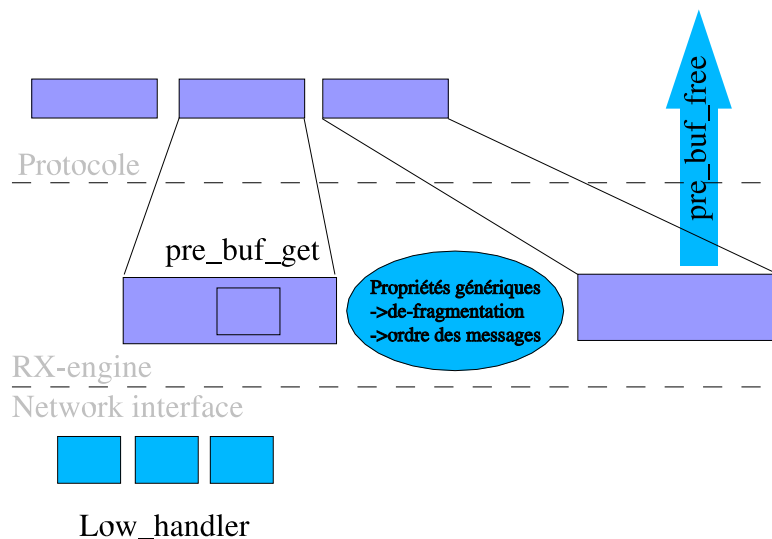 pre_buf_free
Protocole
pre_buf_get
Propriétés génériques
->de-fragmentation
->ordre des messages
RX-engine
Network interface
Low_handler